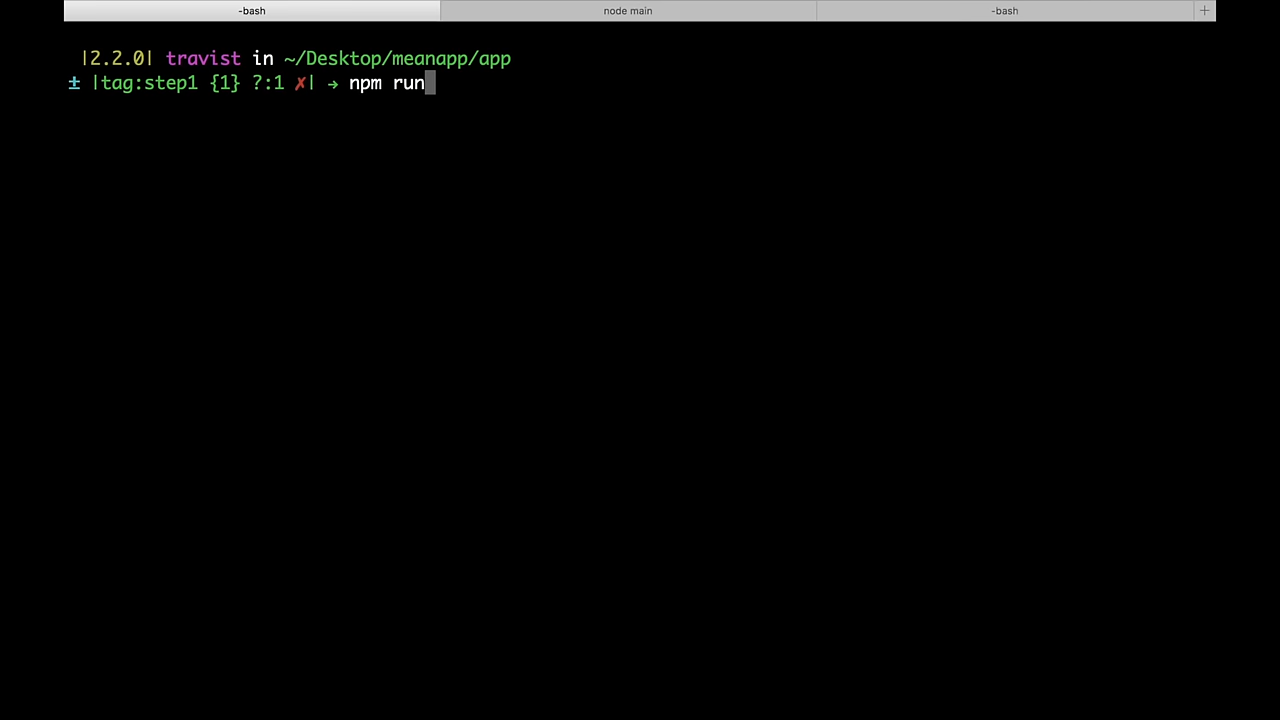 -bash
node main
-bash
+
|2.2.0| travist in ~/Desktop/meanapp/app
± |tag:step1 {1} ?:1 ✗| → npm run